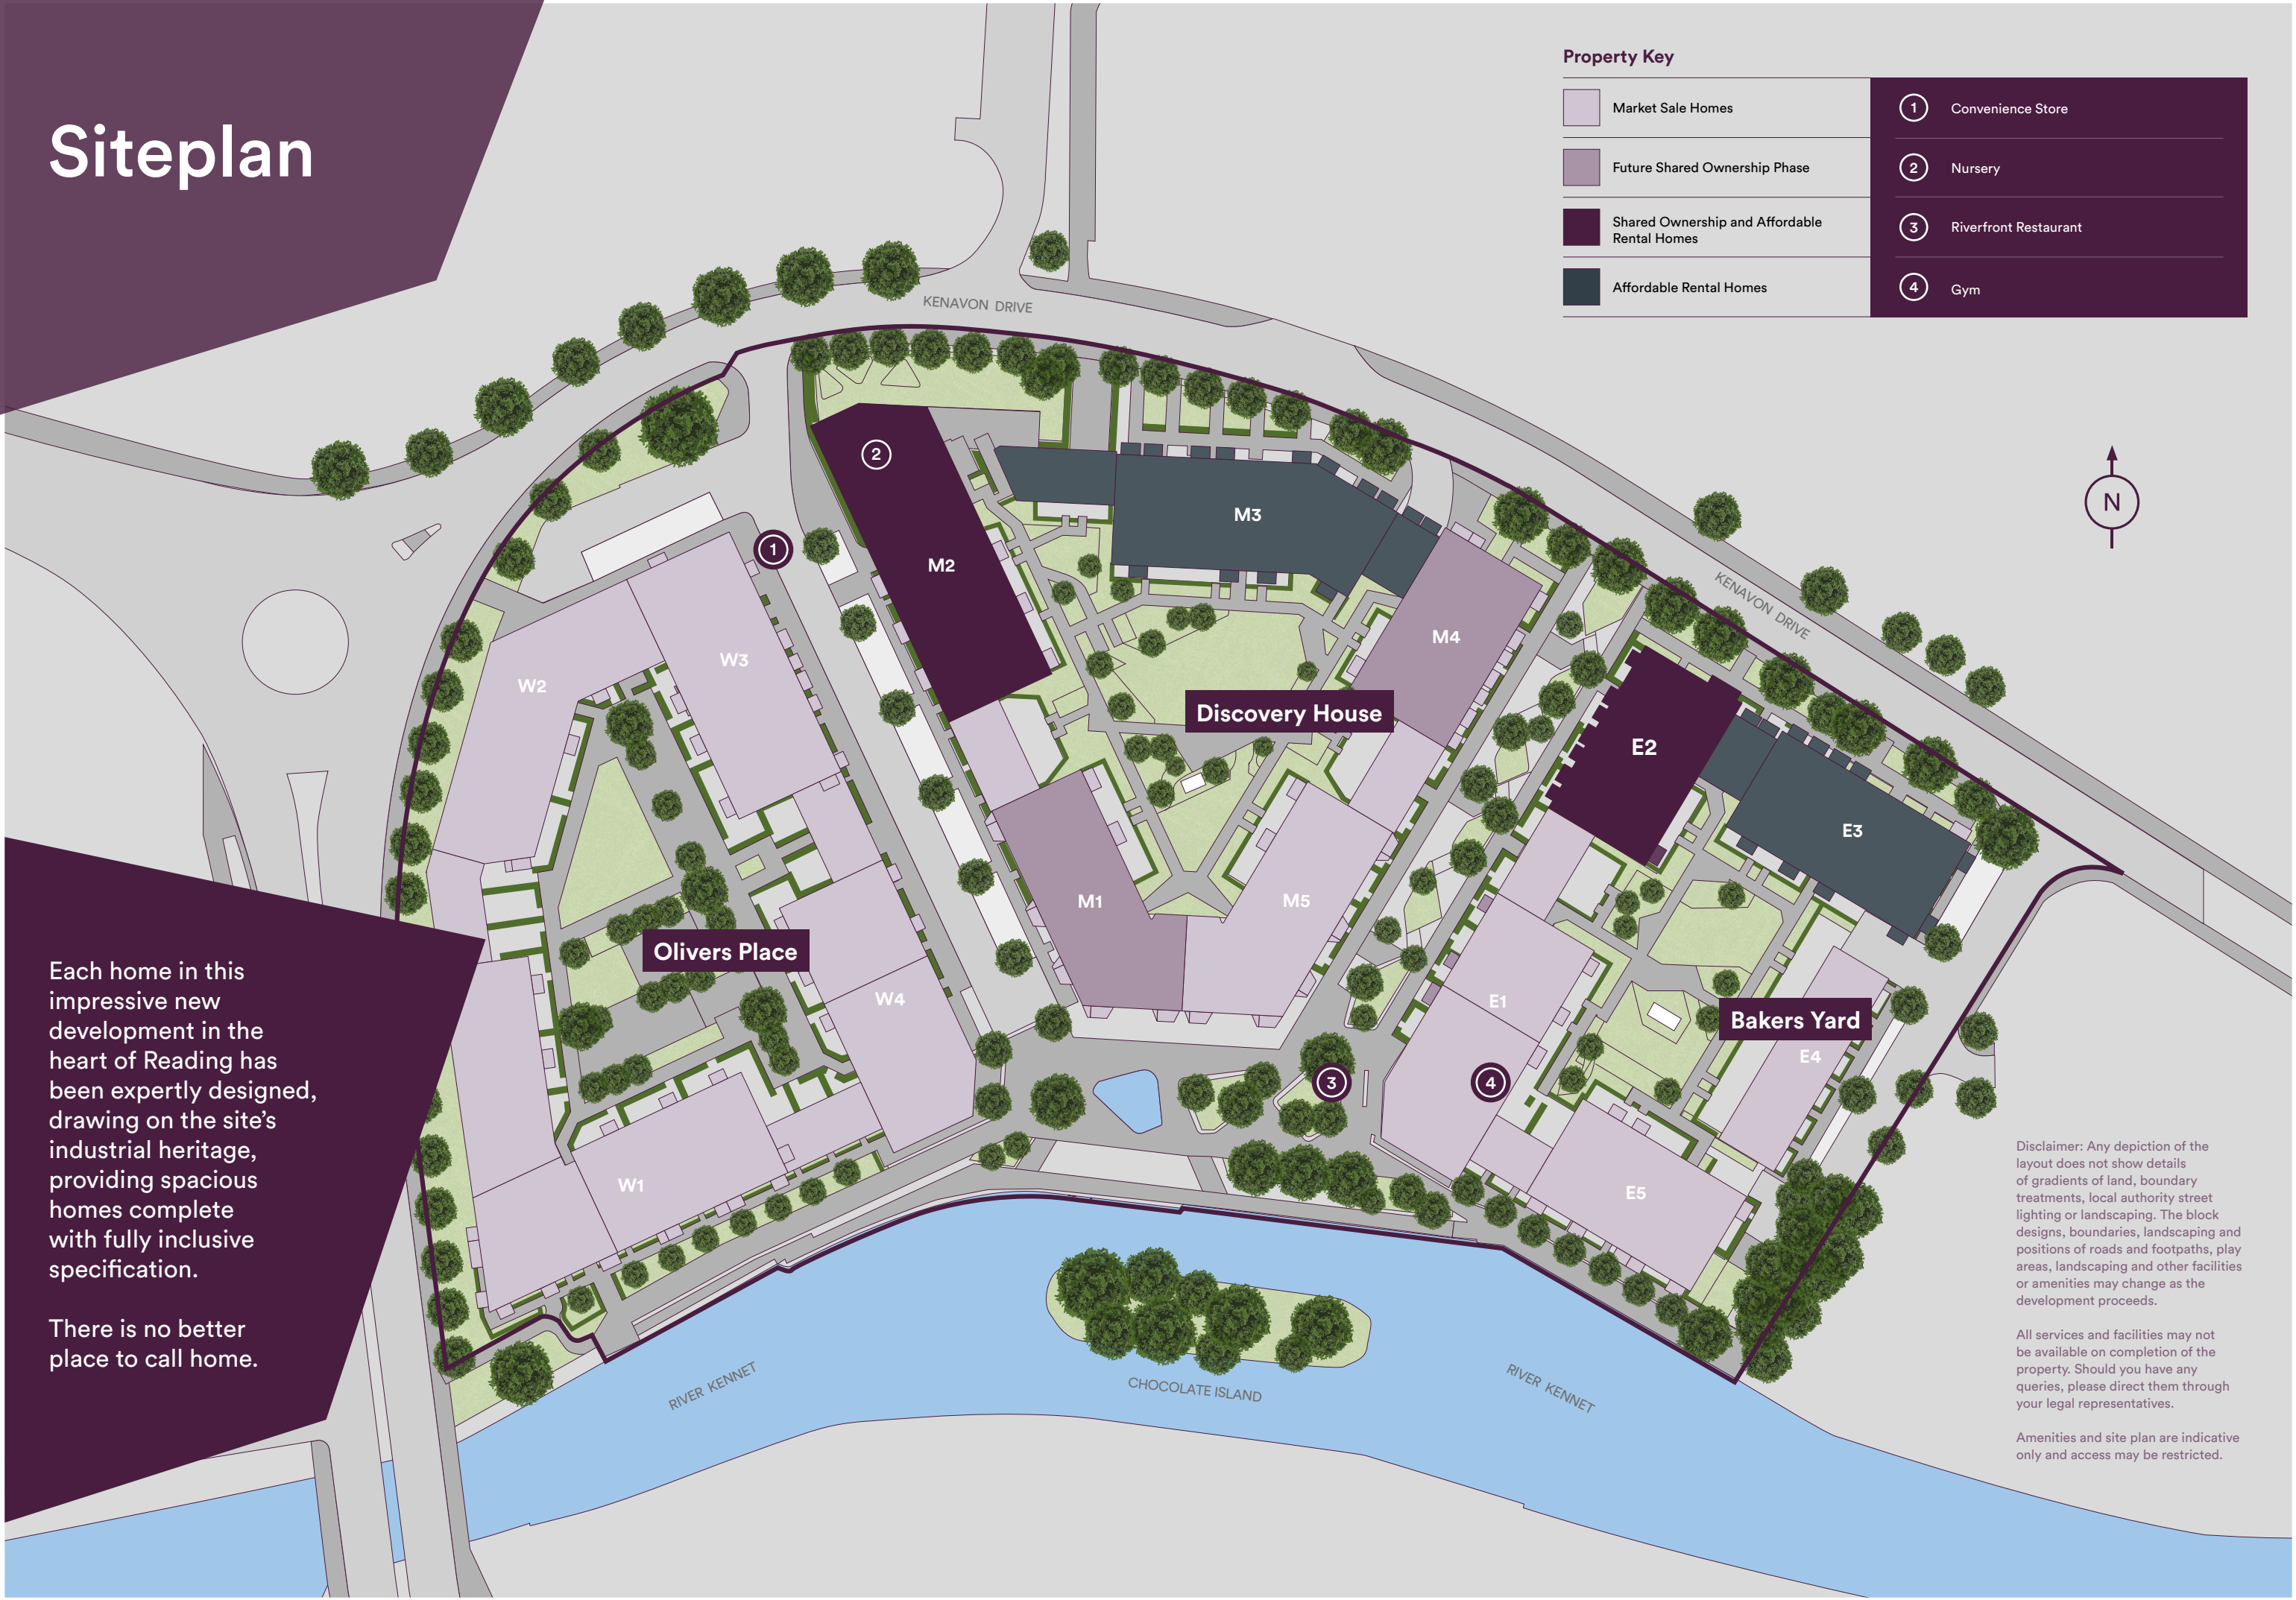 Siteplan
Property Key
Market Sale Homes
Future Shared Ownership Phase
Shared Ownership and Affordable
Rental Homes
Affordable Rental Homes
1 Convenience Store
2 Nursery
3 Riverfront Restaurant
4 Gym
KENAVON DRIVE
N
KENAVON DRIVE
2
1
M2
M3
M4
W3
W2
Discovery House
E2
E3
M1
M5
Olivers Place
W4
E1
Bakers Yard
E4
3
4
W1
E5
RIVER KENNET
CHOCOLATE ISLAND
RIVER KENNET
Each home in this
impressive new
development in the
heart of Reading has
been expertly designed,
drawing on the site’s
industrial heritage,
providing spacious
homes complete
with fully inclusive
specification.
There is no better
place to call home.
Disclaimer: Any depiction of the
layout does not show details
of gradients of land, boundary
treatments, local authority street
lighting or landscaping. The block
designs, boundaries, landscaping and
positions of roads and footpaths, play
areas, landscaping and other facilities
or amenities may change as the
development proceeds.
All services and facilities may not
be available on completion of the
property. Should you have any
queries, please direct them through
your legal representatives.
Amenities and site plan are indicative
only and access may be restricted.